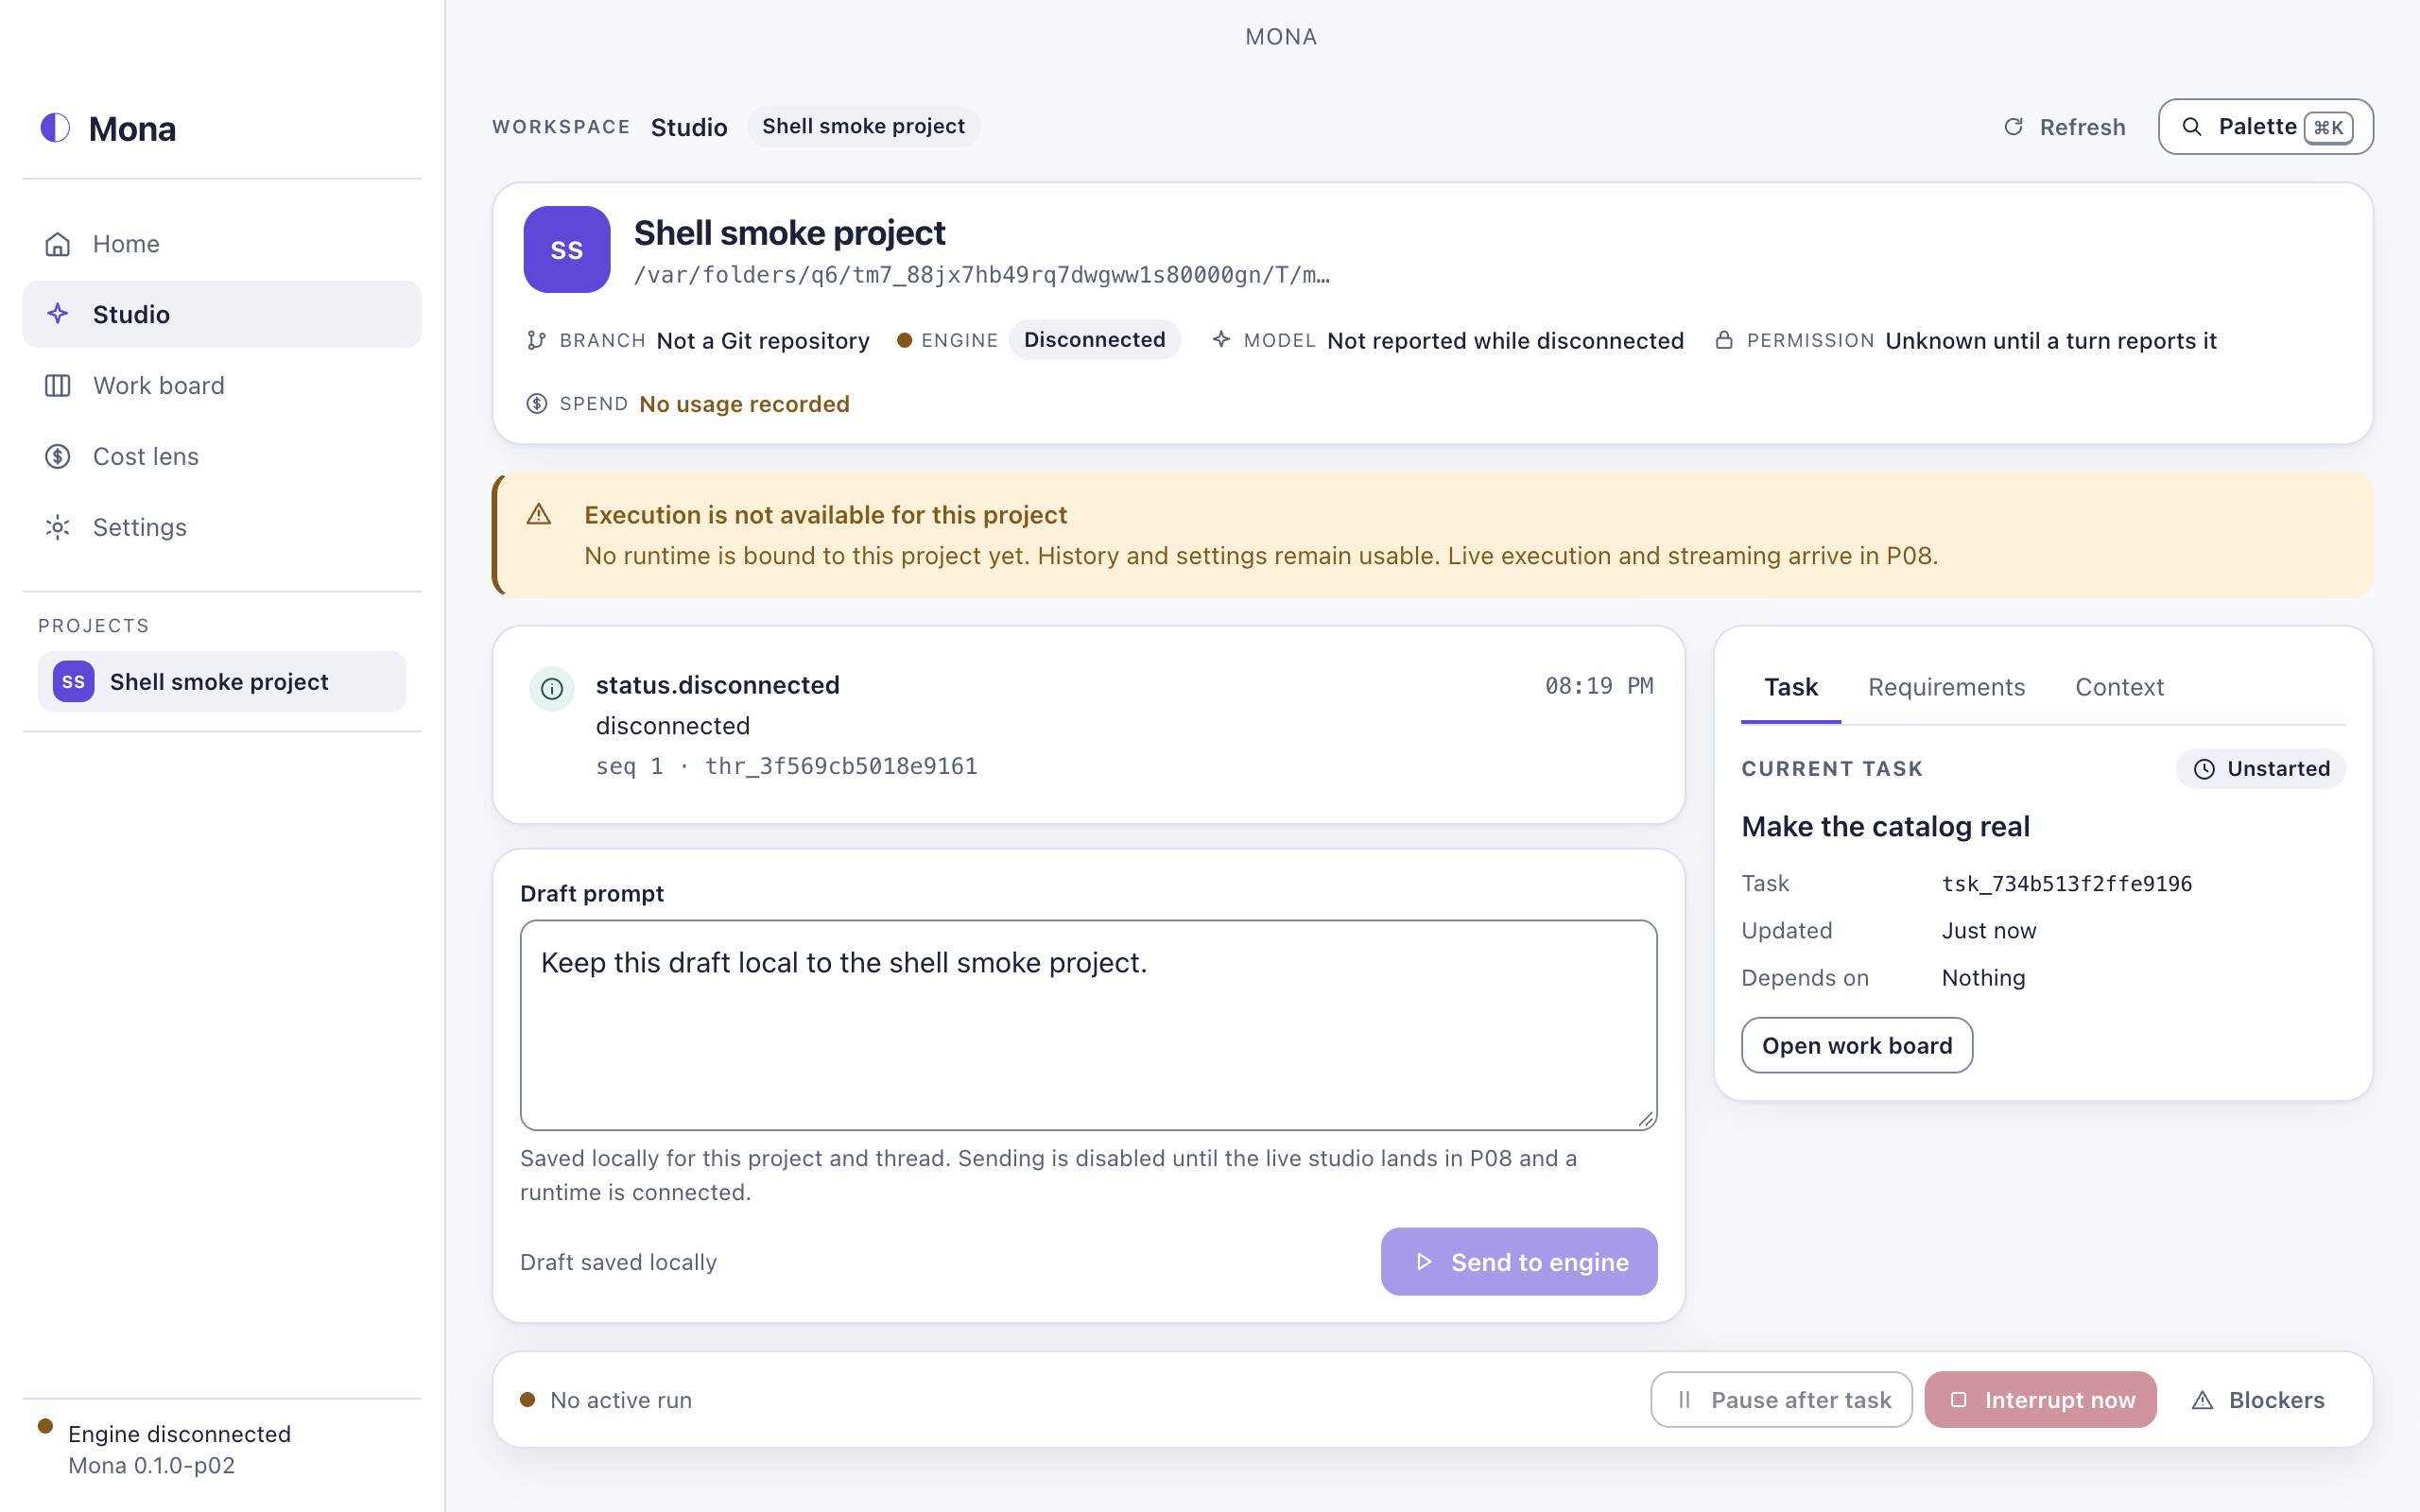 MONA
Mona
Home
Studio
Work board
Cost lens
Settings
PROJECTS
SS Shell smoke project
Engine disconnected
Mona 0.1.0-p02
WORKSPACE Studio Shell smoke project
Refresh
Palette ⌘K
SS
Shell smoke project
/var/folders/q6/tm7_88jx7hb49rq7dwgww1s80000gn/T/m…
BRANCH Not a Git repository ENGINE Disconnected MODEL Not reported while disconnected PERMISSION Unknown until a turn reports it
SPEND No usage recorded
Execution is not available for this project
No runtime is bound to this project yet. History and settings remain usable. Live execution and streaming arrive in P08.
status.disconnected 08:19 PM
disconnected
seq 1 · thr_3f569cb5018e9161
Draft prompt
Keep this draft local to the shell smoke project.
Saved locally for this project and thread. Sending is disabled until the live studio lands in P08 and a
runtime is connected.
Draft saved locally
Send to engine
Task Requirements Context
CURRENT TASK Unstarted
Make the catalog real
Task tsk_734b513f2ffe9196
Updated Just now
Depends on Nothing
Open work board
No active run
Pause after task
Interrupt now
Blockers